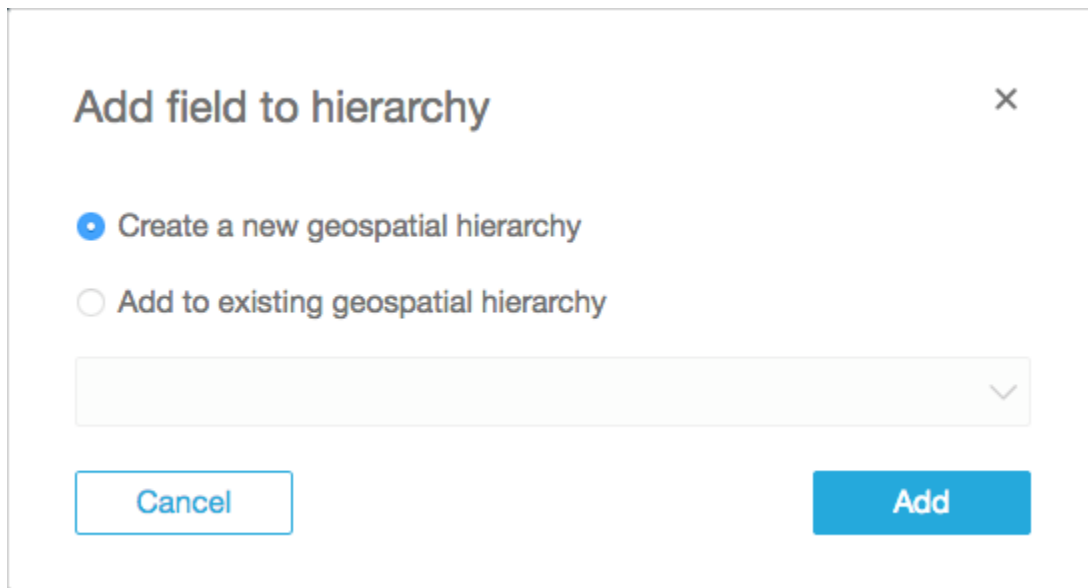 Add field to hierarchy
Create a new geospatial hierarchy
Add to existing geospatial hierarchy
Cancel
Add